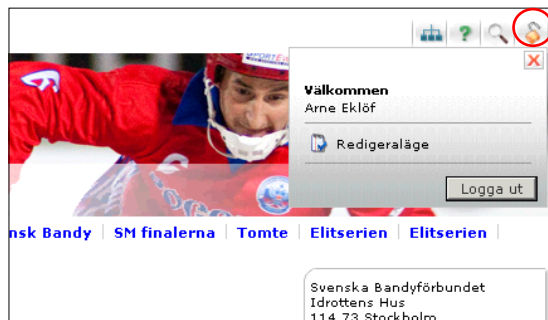 ?
Välkommen
Arne Eklöf
Redigeraläge
Logga ut
nsk Bandy | SM finalerna | Tomte | Elitserien | Elitserien |
Svenska Bandyförbundet
Idrottens Hus
114 73 Stockholm